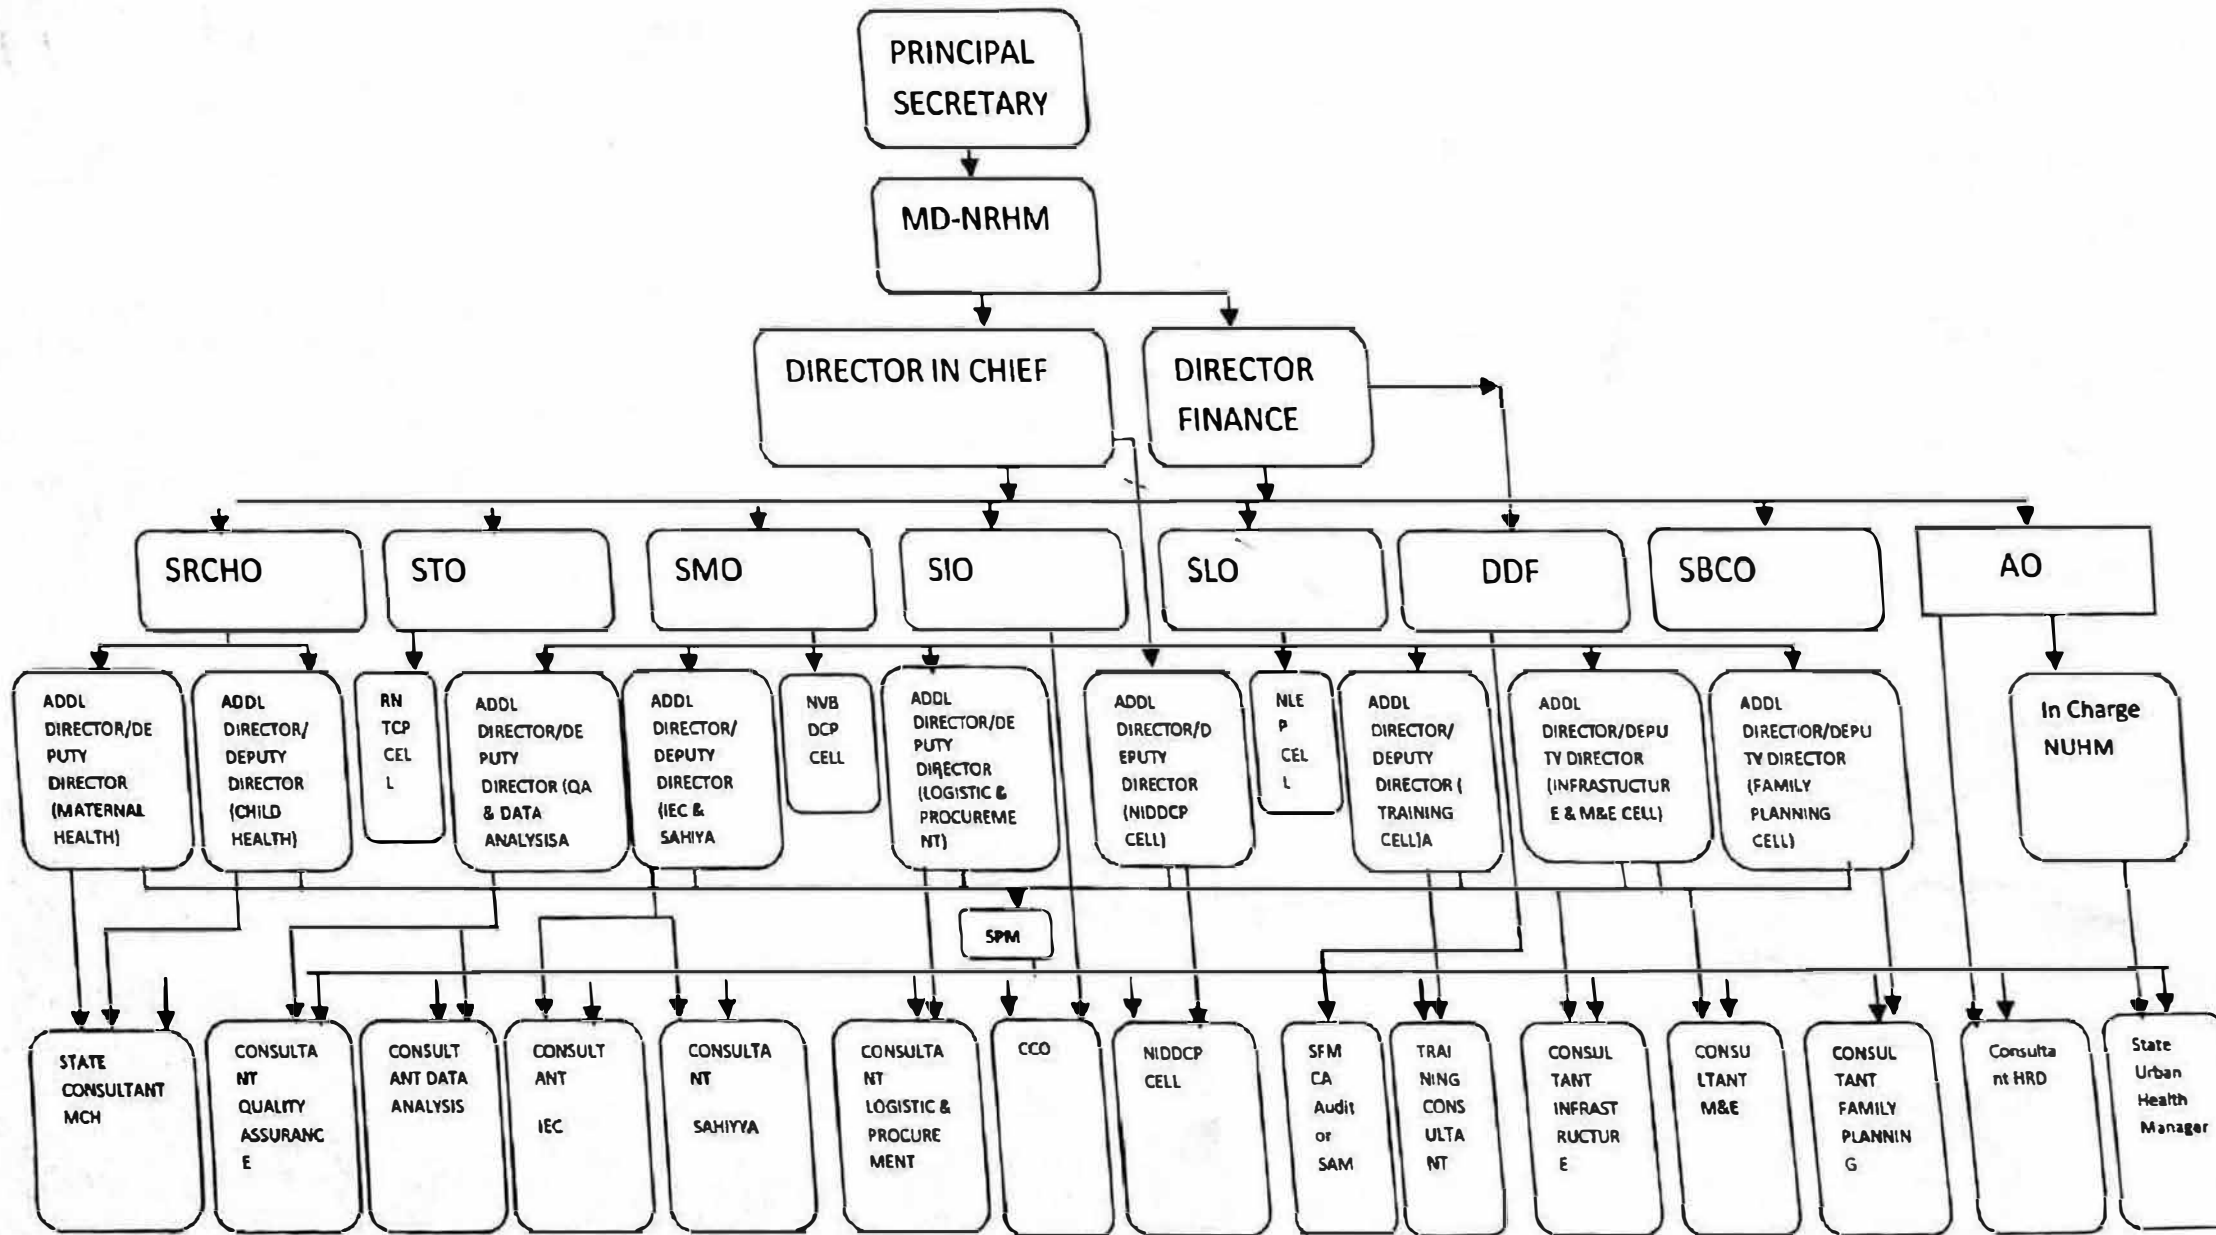 PRINCIPAL
SECRETARY
MD-NRHM
DIRECTOR IN CHIEF
DIRECTOR
FINANCE
SRCHO
STO
SMO
SIO
SLO
DDF
SBCO
AO
ADDL
DIRECTOR/DE
PUTY
DIRECTOR
(MATERNAL
HEALTH)
ADDL
DIRECTOR/
DEPUTY
DIRECTOR
(CHILD
HEALTH)
RN
TCP
CEL
L
ADDL
DIRECTOR/DE
PUTY
DIRECTOR (QA
& DATA
ANALYSISA
ADDL
DIRECTOR/
DEPUTY
DIRECTOR
(IEC &
SAHIYA
NVB
DCP
CELL
ADDL
DIRECTOR/DE
PUTY
DIRECTOR
(LOGISTIC &
PROCUREME
NT)
ADDL
DIRECTOR/D
EPUTY
DIRECTOR
(NIDDCP
CELL)
NLE
P
CEL
L
ADDL
DIRECTOR/
DEPUTY
DIRECTOR (
TRAINING
CELL)A
ADDL
DIRECTOR/DEPU
TY DIRECTOR
(INFRASTUCTUR
E & M&E CELL)
ADDL
DIRECTOR/DEPU
TY DIRECTOR
(FAMILY
PLANNING
CELL)
In Charge
NUHM
SPM
STATE
CONSULTANT
MCH
CONSULTA
NT
QUALITY
ASSURANC
E
CONSULT
ANT DATA
ANALYSIS
CONSULT
ANT
IEC
CONSULTA
NT
SAHIYYA
CONSULTA
NT
LOGISTIC &
PROCURE
MENT
CCO
NIDDCP
CELL
SFM
CA
Audit
or
SAM
TRAI
NING
CONS
ULTA
NT
CONSUL
TANT
INFRAST
RUCTUR
E
CONSU
LTANT
M&E
CONSUL
TANT
FAMILY
PLANNIN
G
Consulta
nt HRD
State
Urban
Health
Manager